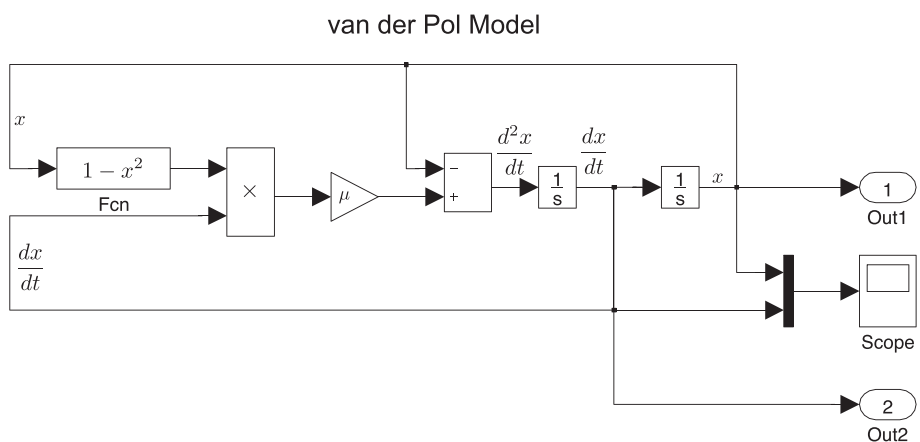 van der Pol Model
x
1 − x²
Fcn
×
μ
−
+
d²x
dt
1
s
dx
dt
1
s
x
1
Out1
dx
dt
Scope
2
Out2